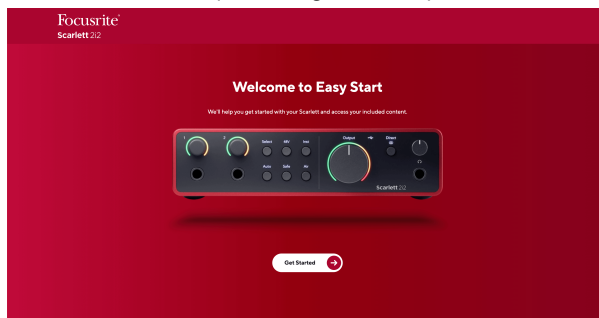 Focusrite®
Scarlett 2i2
Welcome to Easy Start
We'll help you get started with your Scarlett and access your included content.
1 2 Select 48V Inst Output Direct
Auto Safe Air
Scarlett 2i2
Get Started